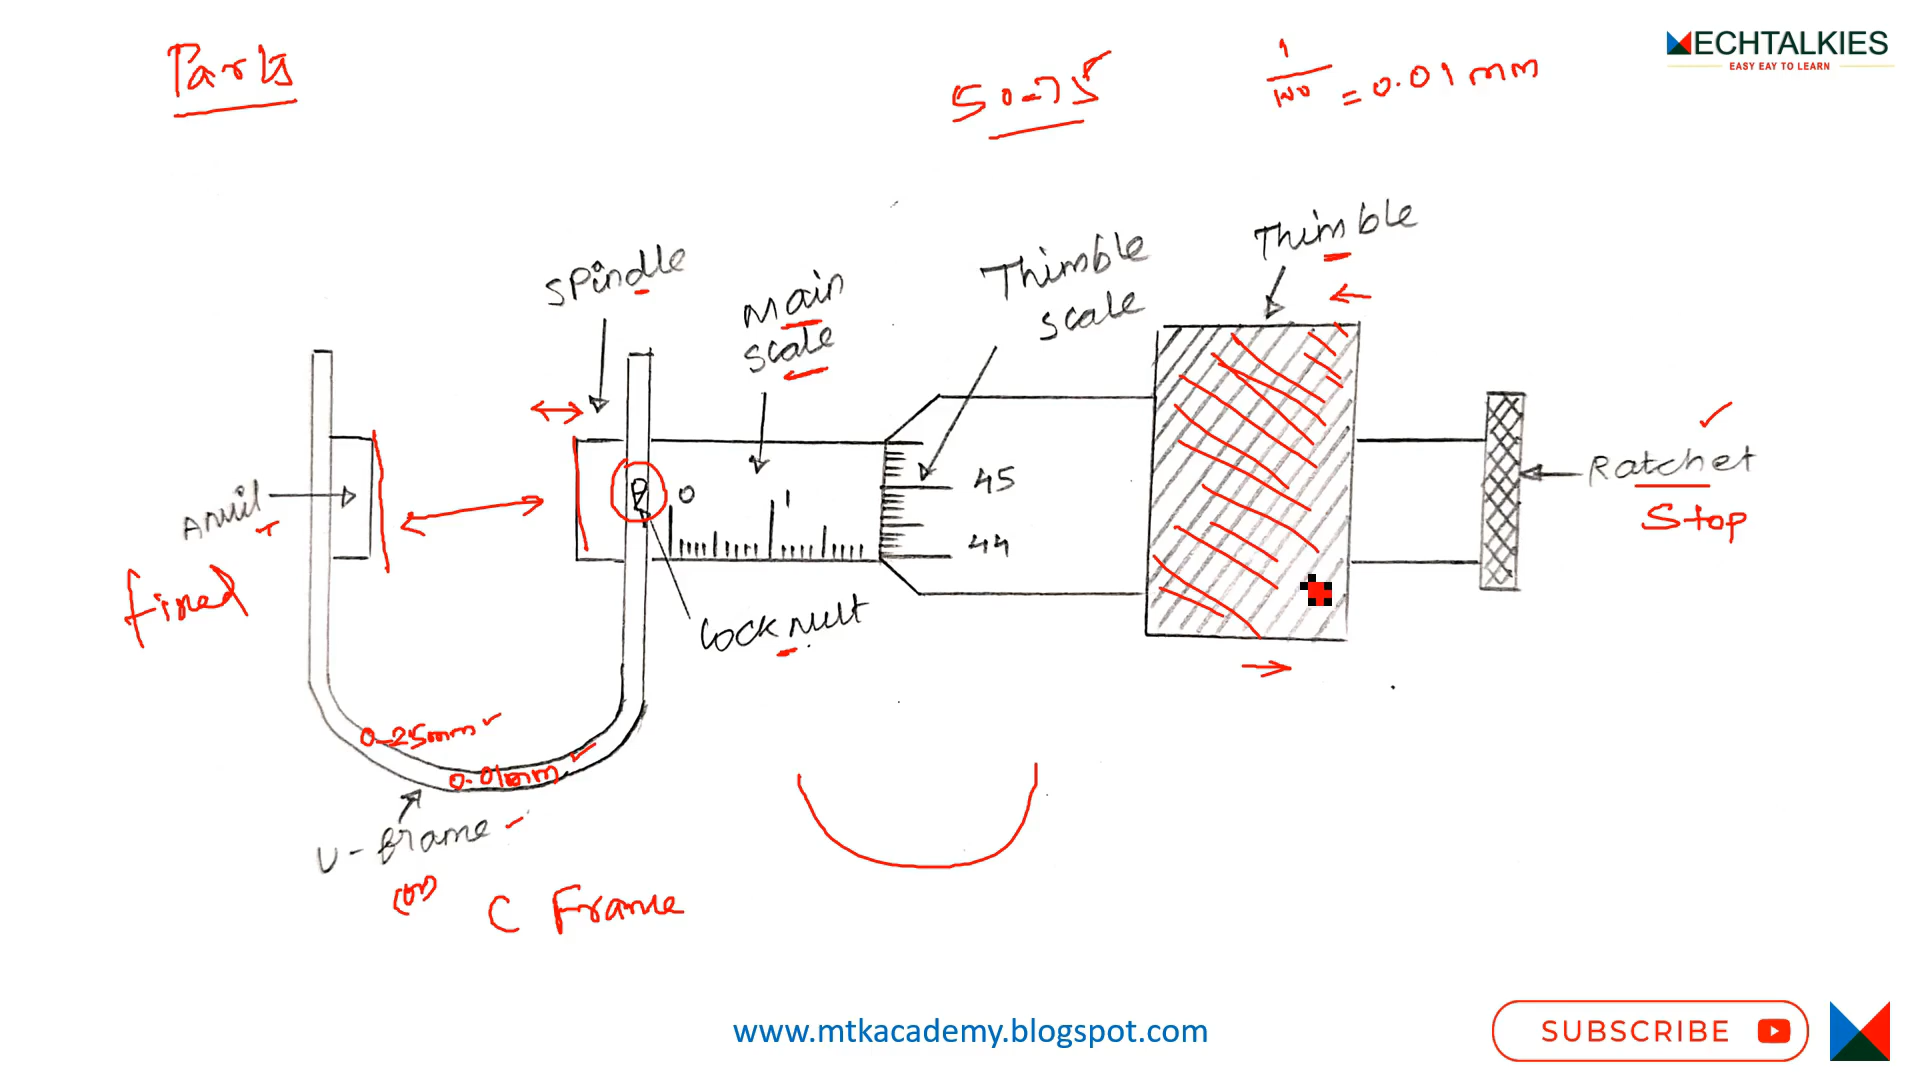 Parts
50-75
1/100 = 0.01 mm
MECHTALKIES
EASY EAY TO LEARN
Thimble
Thimble
scale
Spindle
Main
scale
45
0
1
44
Ratchet
Stop
Anvil
fixed
Lock nut
0-25mm
0.01mm
U-frame
(or)
C Frame
www.mtkacademy.blogspot.com
SUBSCRIBE